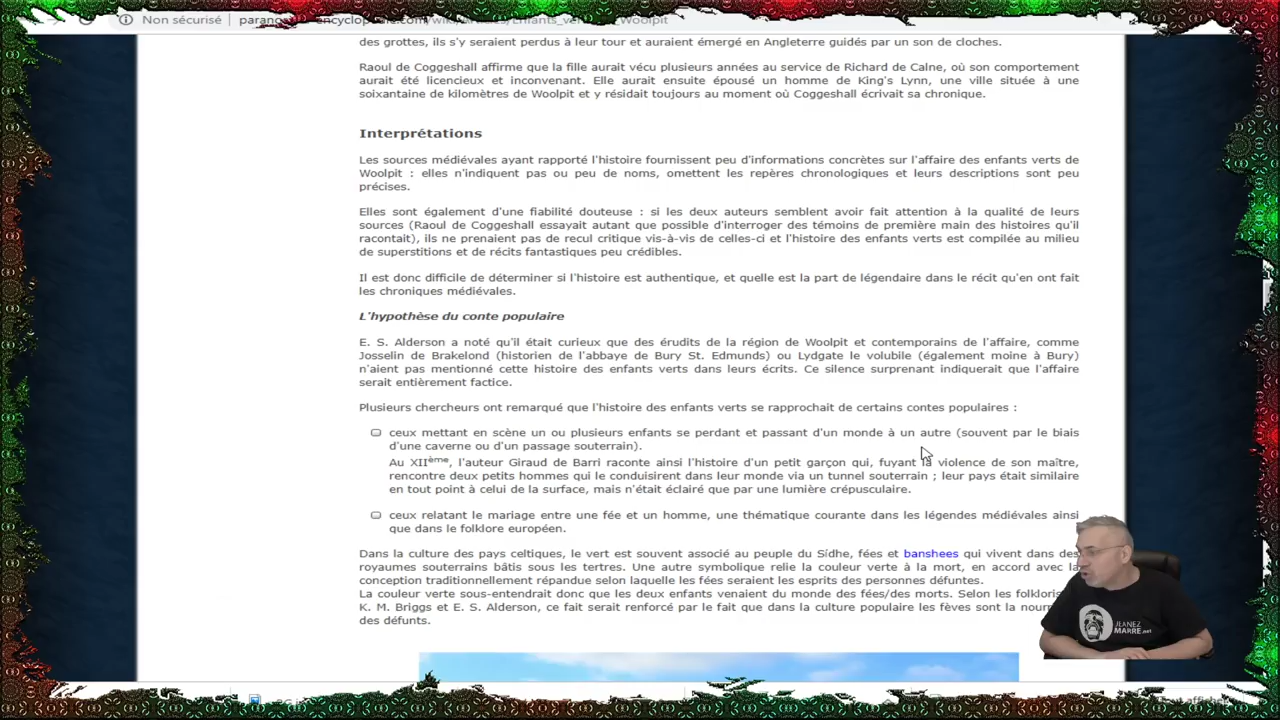 Non sécurisé
des grottes, ils s'y seraient perdus à leur tour et auraient émergé en Angleterre guidés par un son de cloches.
Raoul de Coggeshall affirme que la fille aurait vécu plusieurs années au service de Richard de Calne, où son comportement
aurait été licencieux et inconvenant. Elle aurait ensuite épousé un homme de King's Lynn, une ville située à une
soixantaine de kilomètres de Woolpit et y résidait toujours au moment où Coggeshall écrivait sa chronique.
Interprétations
Les sources médiévales ayant rapporté l'histoire fournissent peu d'informations concrètes sur l'affaire des enfants verts de
Woolpit : elles n'indiquent pas ou peu de noms, omettent les repères chronologiques et leurs descriptions sont peu
précises.
Elles sont également d'une fiabilité douteuse : si les deux auteurs semblent avoir fait attention à la qualité de leurs
sources (Raoul de Coggeshall essayait autant que possible d'interroger des témoins de première main des histoires qu'il
racontait), ils ne prenaient pas de recul critique vis-à-vis de celles-ci et l'histoire des enfants verts est compilée au milieu
de superstitions et de récits fantastiques peu crédibles.
Il est donc difficile de déterminer si l'histoire est authentique, et quelle est la part de légendaire dans le récit qu'en ont fait
les chroniques médiévales.
L'hypothèse du conte populaire
E. S. Alderson a noté qu'il était curieux que des érudits de la région de Woolpit et contemporains de l'affaire, comme
Josselin de Brakelond (historien de l'abbaye de Bury St. Edmunds) ou Lydgate le volubile (également moine à Bury)
n'aient pas mentionné cette histoire des enfants verts dans leurs écrits. Ce silence surprenant indiquerait que l'affaire
serait entièrement factice.
Plusieurs chercheurs ont remarqué que l'histoire des enfants verts se rapprochait de certains contes populaires :
ceux mettant en scène un ou plusieurs enfants se perdant et passant d'un monde à un autre (souvent par le biais
d'une caverne ou d'un passage souterrain).
Au XIIème, l'auteur Giraud de Barri raconte ainsi l'histoire d'un petit garçon qui, fuyant la violence de son maître,
rencontre deux petits hommes qui le conduisirent dans leur monde via un tunnel souterrain ; leur pays était similaire
en tout point à celui de la surface, mais n'était éclairé que par une lumière crépusculaire.
ceux relatant le mariage entre une fée et un homme, une thématique courante dans les légendes médiévales ainsi
que dans le folklore européen.
Dans la culture des pays celtiques, le vert est souvent associé au peuple du Sídhe, fées et banshees qui vivent dans des
royaumes souterrains bâtis sous les tertres. Une autre symbolique relie la couleur verte à la mort, en accord avec la
conception traditionnellement répandue selon laquelle les fées seraient les esprits des personnes défuntes.
La couleur verte sous-entendrait donc que les deux enfants venaient du monde des fées/des morts. Selon les
K. M. Briggs et E. S. Alderson, ce fait serait renforcé par le fait que dans la culture populaire les fèves sont la
des défunts.
JEANEZ
MARRE.net